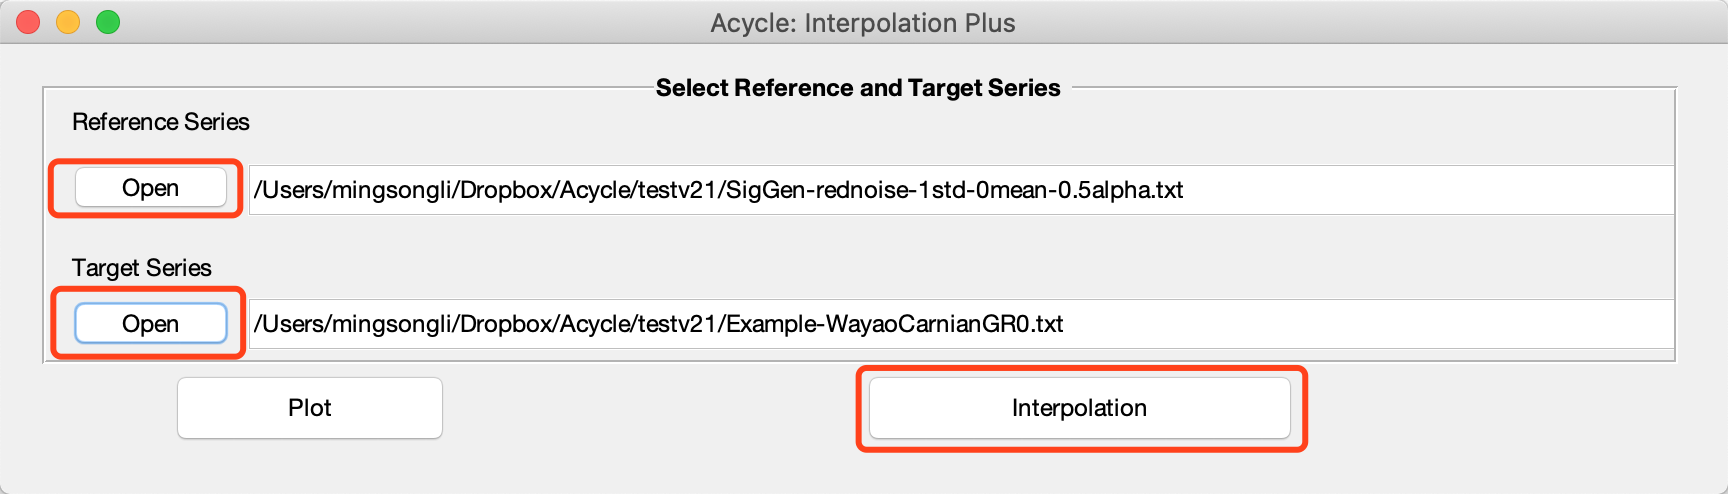 Acycle: Interpolation Plus
Select Reference and Target Series
Reference Series
Open
/Users/mingsongli/Dropbox/Acycle/testv21/SigGen-rednoise-1std-0mean-0.5alpha.txt
Target Series
Open
/Users/mingsongli/Dropbox/Acycle/testv21/Example-WayaoCarnianGR0.txt
Plot
Interpolation